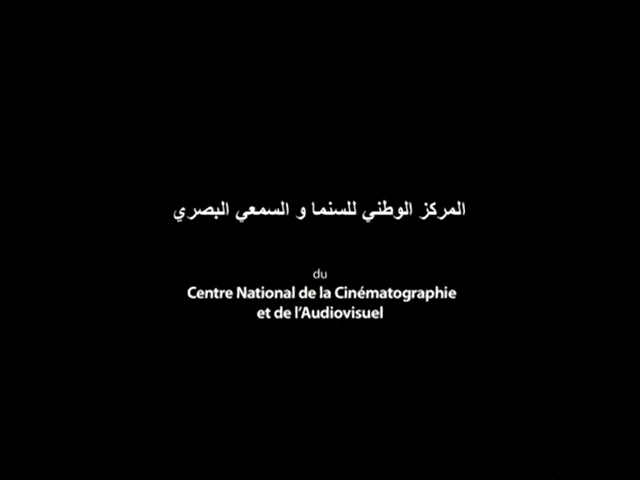 المركز الوطني للسنما و السمعي البصري
du
Centre National de la Cinématographie
et de l'Audiovisuel